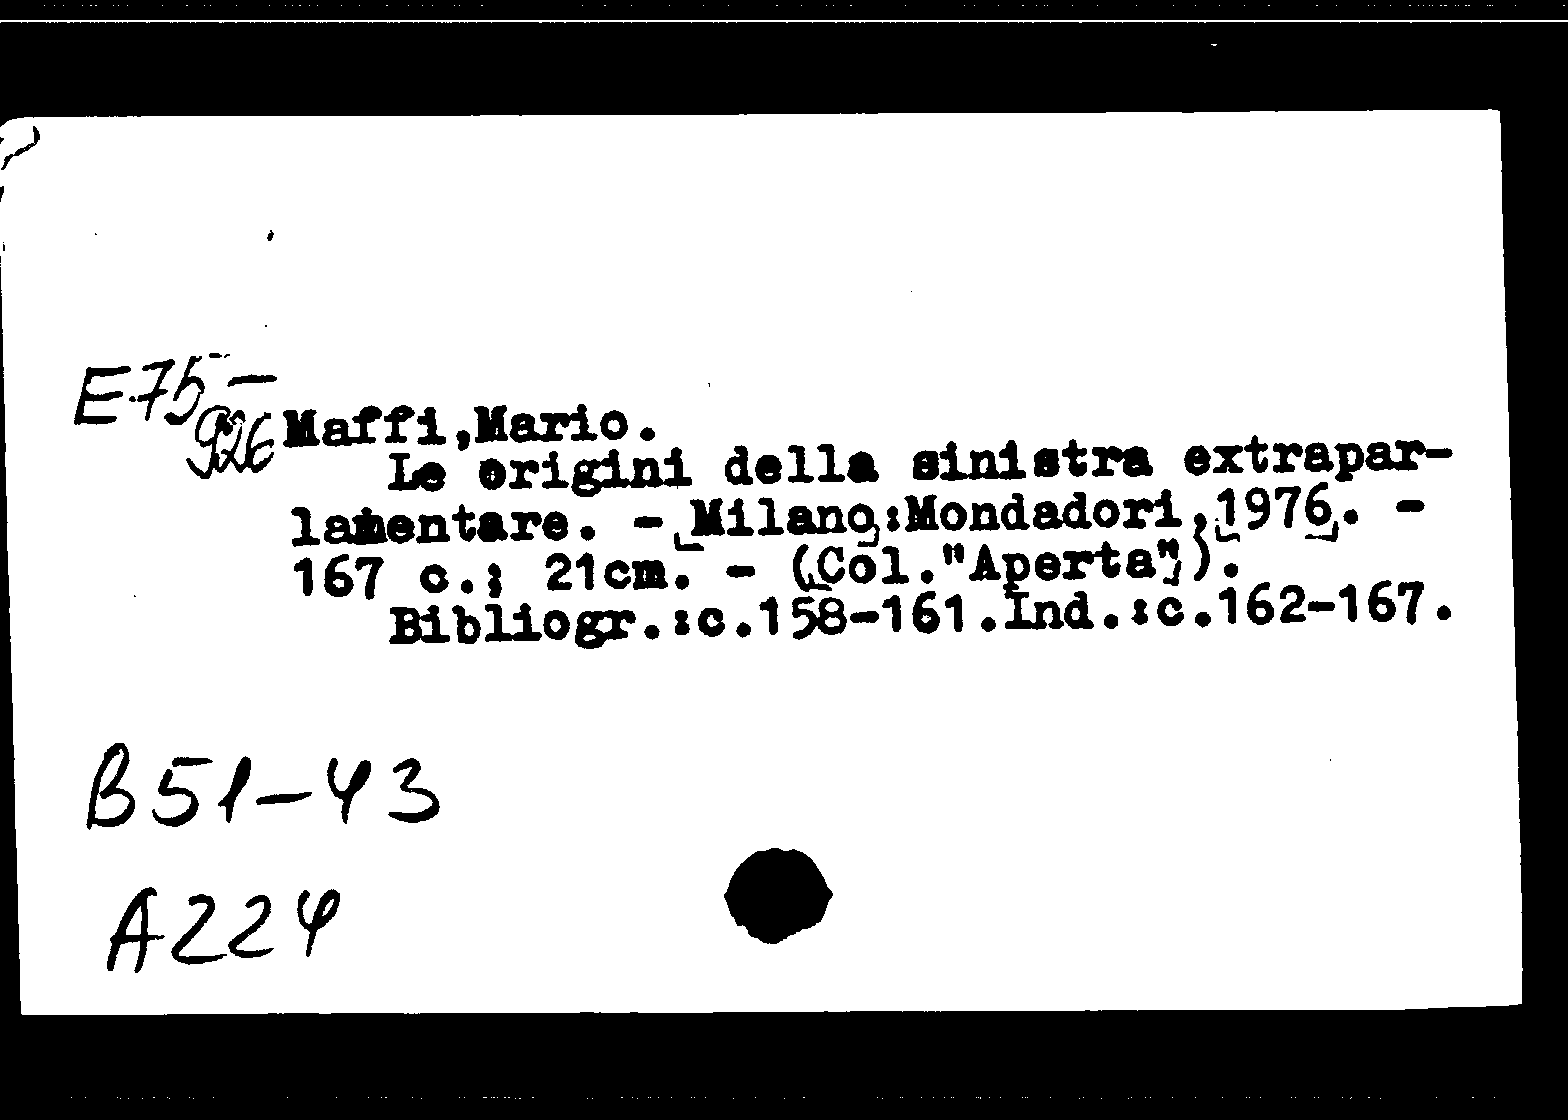 E75-
926
Maffi,Mario.
Le origini della sinistra extrapar-
lamentare. - [Milano]:Mondadori,[1976]. -
167 c.; 21cm. - ([Col."Aperta"]).
Bibliogr.:c.158-161.Ind.:c.162-167.
B51-43
A224